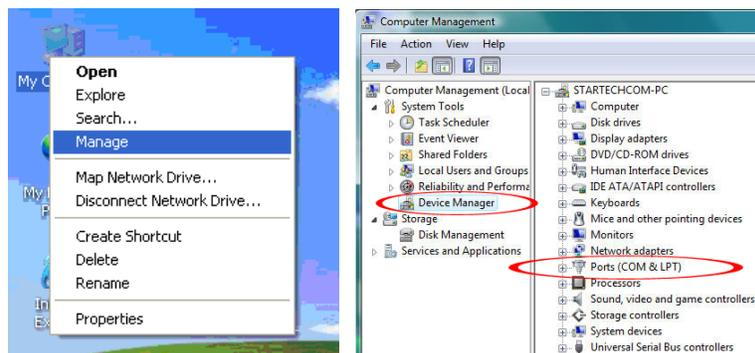 My C
Open
Explore
Search...
Manage
Map Network Drive...
Disconnect Network Drive...
Create Shortcut
Delete
Rename
Properties
My
P
In
Ex
Computer Management
File Action View Help
Computer Management (Local
System Tools
Task Scheduler
Event Viewer
Shared Folders
Local Users and Groups
Reliability and Performa
Device Manager
Storage
Disk Management
Services and Applications
STARTECHCOM-PC
Computer
Disk drives
Display adapters
DVD/CD-ROM drives
Human Interface Devices
IDE ATA/ATAPI controllers
Keyboards
Mice and other pointing devices
Monitors
Network adapters
Ports (COM & LPT)
Processors
Sound, video and game controllers
Storage controllers
System devices
Universal Serial Bus controllers